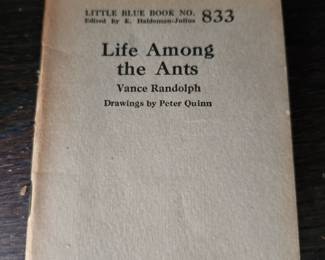 LITTLE BLUE BOOK NO. 833
Edited by E. Haldeman-Julius
Life Among
the Ants
Vance Randolph
Drawings by Peter Quinn